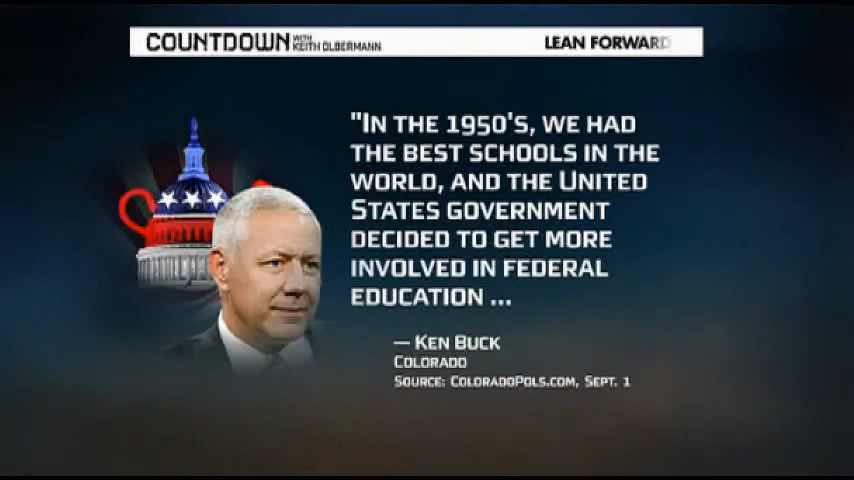 COUNTDOWN WITH KEITH OLBERMANN LEAN FORWARD
"IN THE 1950'S, WE HAD
THE BEST SCHOOLS IN THE
WORLD, AND THE UNITED
STATES GOVERNMENT
DECIDED TO GET MORE
INVOLVED IN FEDERAL
EDUCATION ...
— KEN BUCK
COLORADO
SOURCE: COLORADOPOLS.COM, SEPT. 1